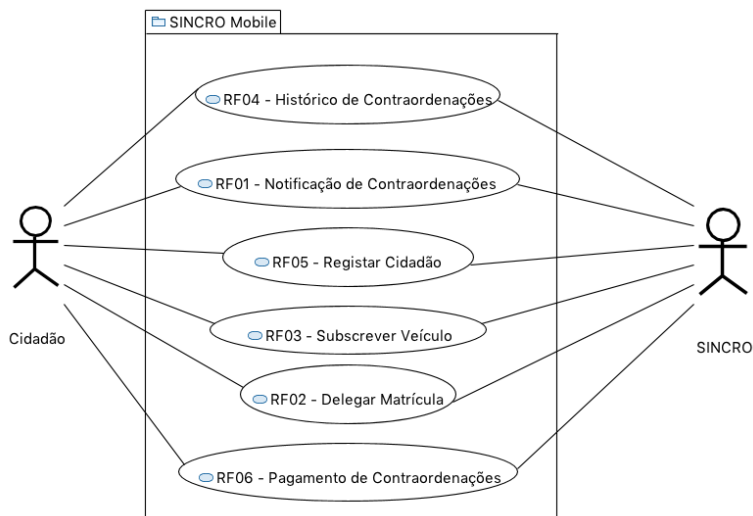 SINCRO Mobile
RF04 - Histórico de Contraordenações
RF01 - Notificação de Contraordenações
RF05 - Registar Cidadão
RF03 - Subscrever Veículo
Cidadão
SINCRO
RF02 - Delegar Matrícula
RF06 - Pagamento de Contraordenações